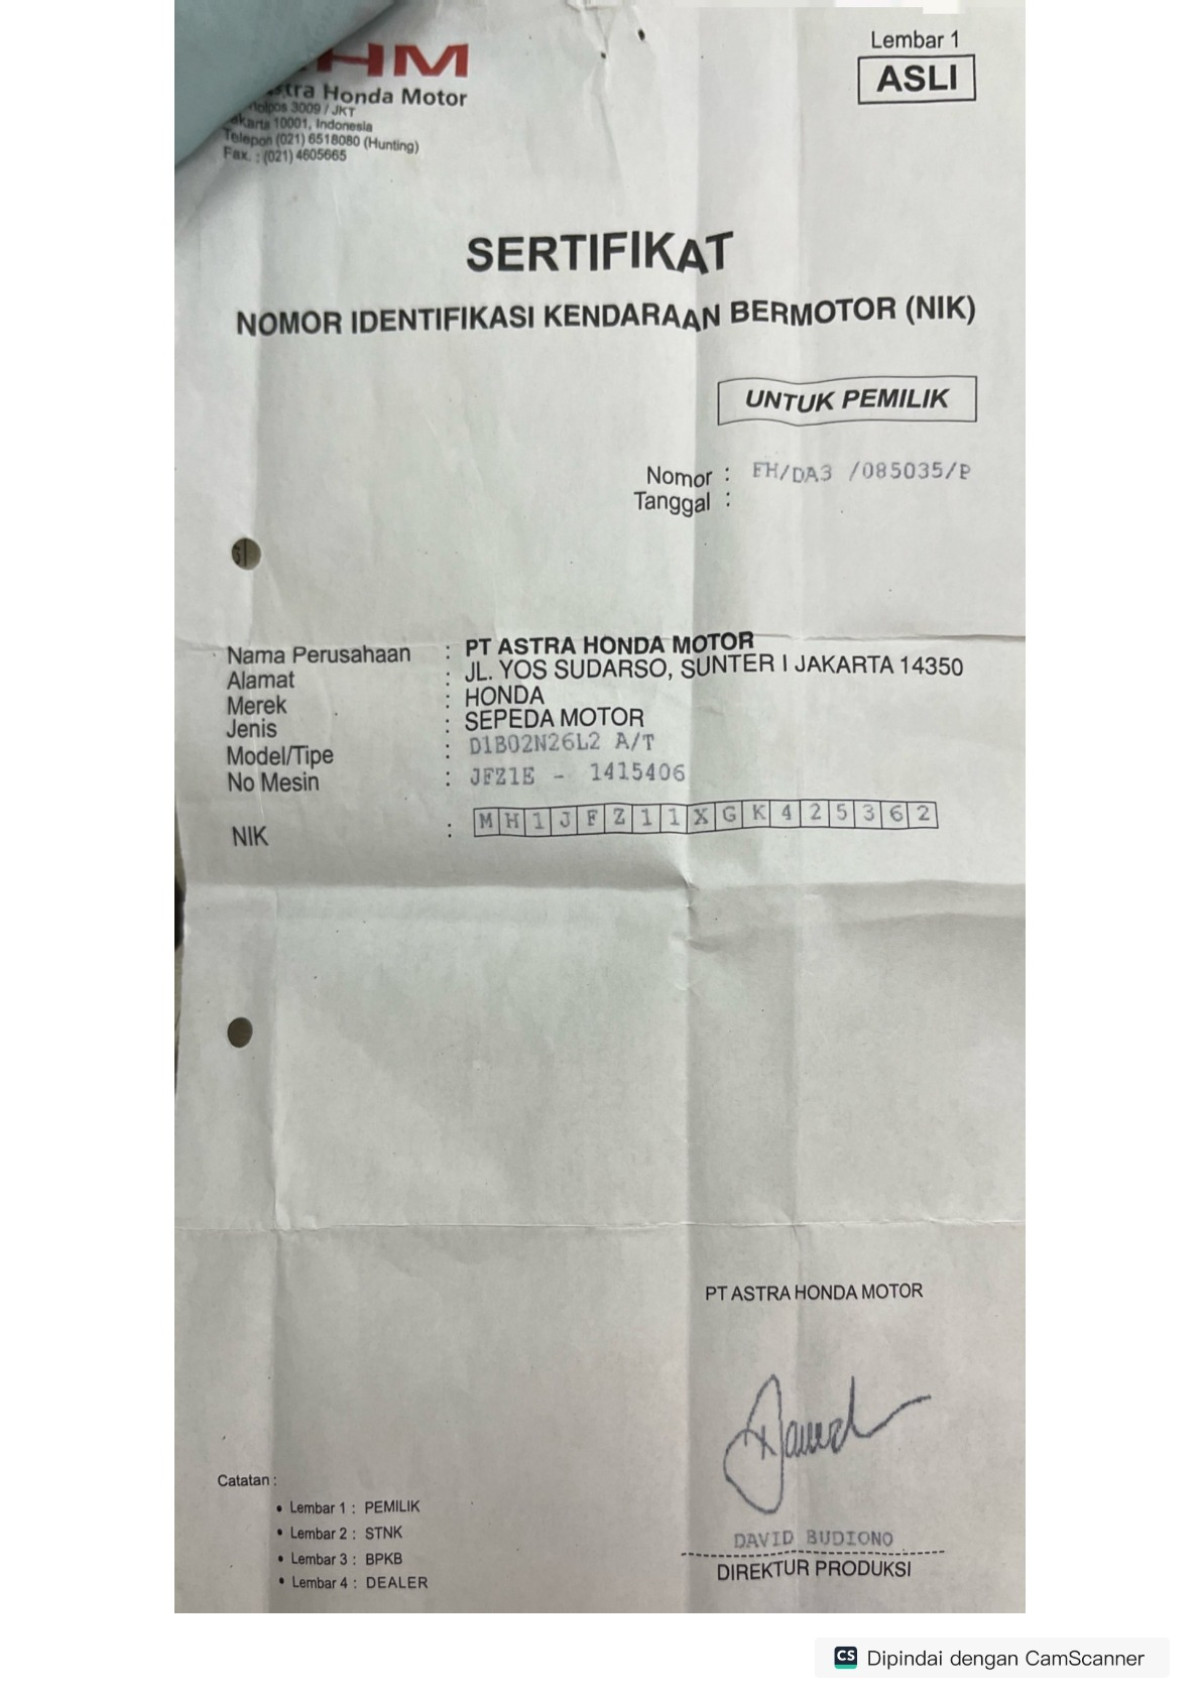 HM
Honda Motor
3009 / JKT
10001, Indonesia
Telepon (021) 6518080 (Hunting)
Fax. : (021) 4605665
Lembar 1
ASLI
SERTIFIKAT
NOMOR IDENTIFIKASI KENDARAAN BERMOTOR (NIK)
UNTUK PEMILIK
Nomor : FH/DA3 /085035/P
Tanggal :
Nama Perusahaan : PT ASTRA HONDA MOTOR
Alamat : JL. YOS SUDARSO, SUNTER I JAKARTA 14350
Merek : HONDA
Jenis : SEPEDA MOTOR
Model/Tipe : D1B02N26L2 A/T
No Mesin : JFZ1E - 1415406
NIK : MH1JFZ11XGK425362
PT ASTRA HONDA MOTOR
DAVID BUDIONO
DIREKTUR PRODUKSI
Catatan :
• Lembar 1 : PEMILIK
• Lembar 2 : STNK
• Lembar 3 : BPKB
• Lembar 4 : DEALER
CS Dipindai dengan CamScanner